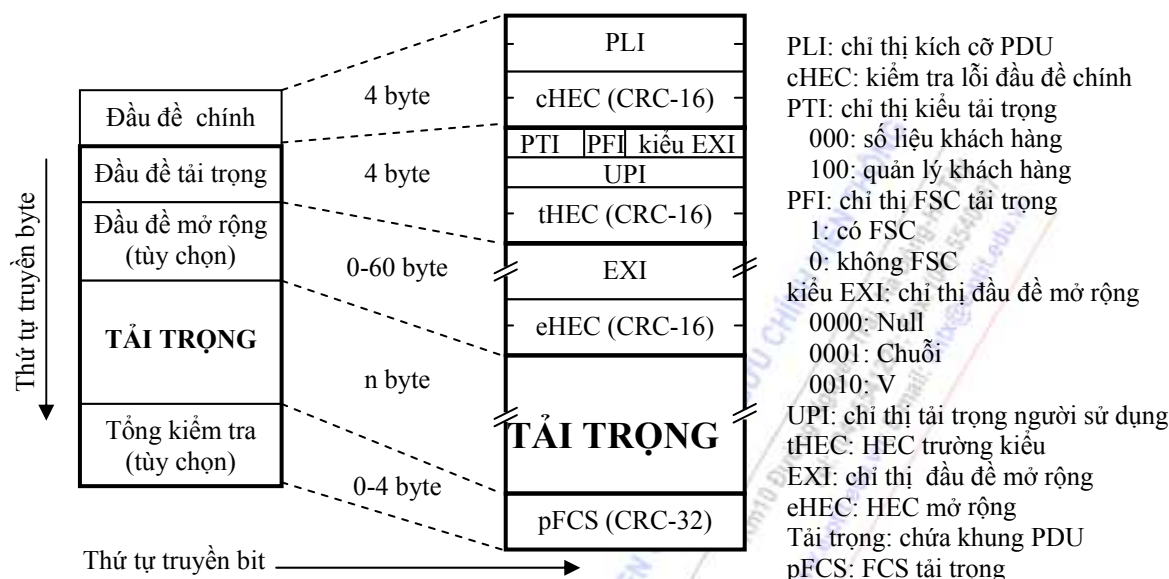 Đầu đề chính
Đầu đề tải trọng
Đầu đề mở rộng
(tùy chọn)
TẢI TRỌNG
Tổng kiểm tra
(tùy chọn)
Thứ tự truyền byte
Thứ tự truyền bit
4 byte
4 byte
0-60 byte
n byte
0-4 byte
PLI
cHEC (CRC-16)
PTI PFI kiểu EXI
UPI
tHEC (CRC-16)
EXI
eHEC (CRC-16)
TẢI TRỌNG
pFCS (CRC-32)
PLI: chỉ thị kích cỡ PDU
cHEC: kiểm tra lỗi đầu đề chính
PTI: chỉ thị kiểu tải trọng
000: số liệu khách hàng
100: quản lý khách hàng
PFI: chỉ thị FSC tải trọng
1: có FSC
0: không FSC
kiểu EXI: chỉ thị đầu đề mở rộng
0000: Null
0001: Chuỗi
0010: V
UPI: chỉ thị tải trọng người sử dụng
tHEC: HEC trường kiểu
EXI: chỉ thị đầu đề mở rộng
eHEC: HEC mở rộng
Tải trọng: chứa khung PDU
pFCS: FCS tải trọng